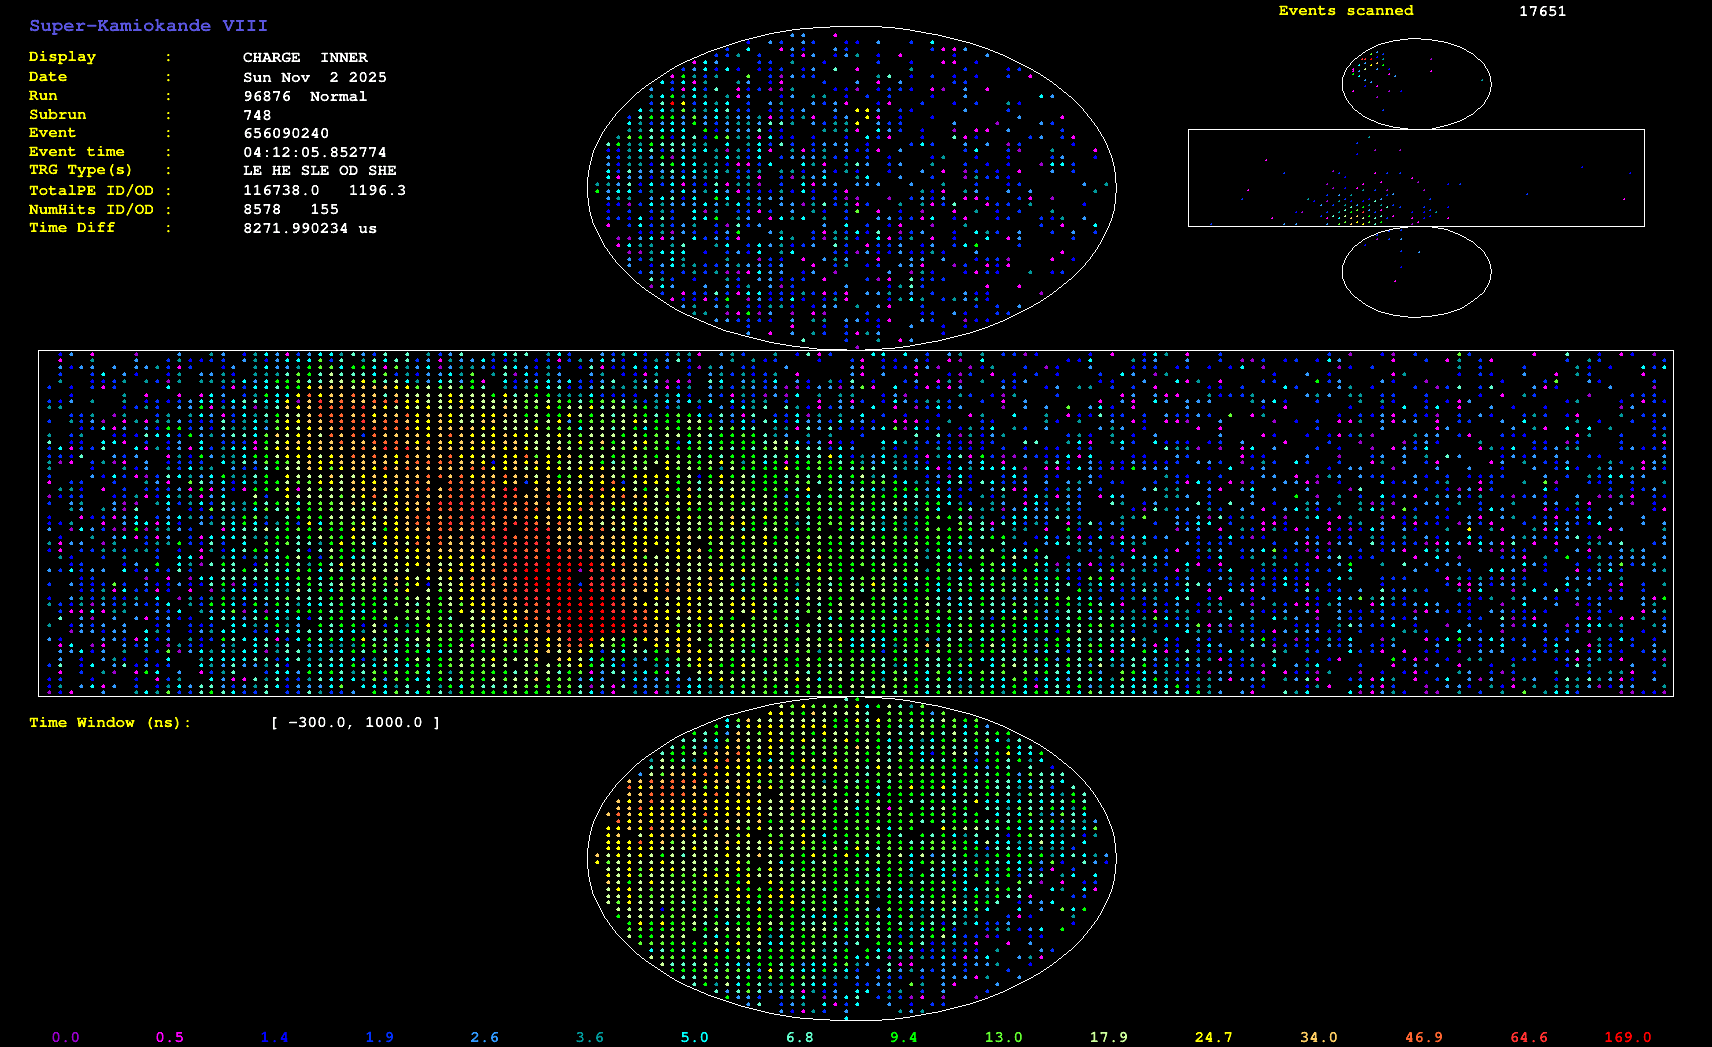 Super-Kamiokande VIII
Events scanned 17651
Display : CHARGE INNER
Date : Sun Nov 2 2025
Run : 96876 Normal
Subrun : 748
Event : 656090240
Event time : 04:12:05.852774
TRG Type(s) : LE HE SLE OD SHE
TotalPE ID/OD : 116738.0 1196.3
NumHits ID/OD : 8578 155
Time Diff : 8271.990234 us
Time Window (ns): [ -300.0, 1000.0 ]
0.0 0.5 1.4 1.9 2.6 3.6 5.0 6.8 9.4 13.0 17.9 24.7 34.0 46.9 64.6 169.0